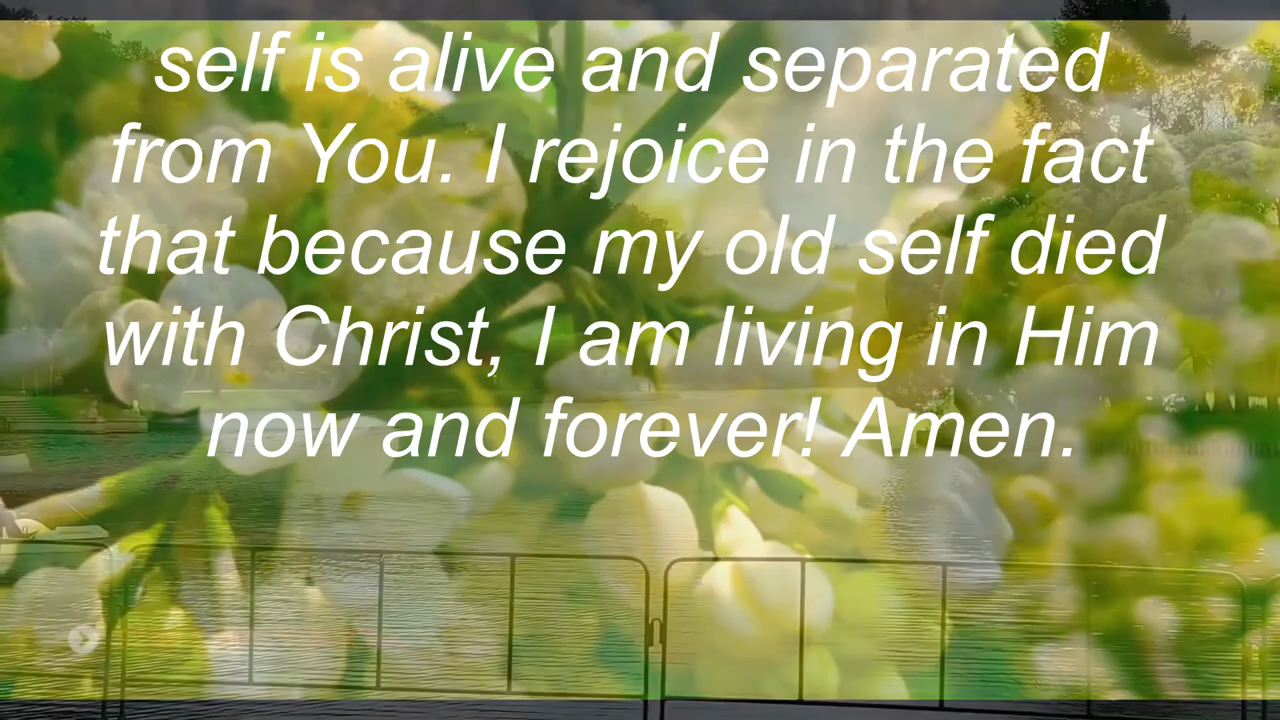 self is alive and separated
from You. I rejoice in the fact
that because my old self died
with Christ, I am living in Him
now and forever! Amen.